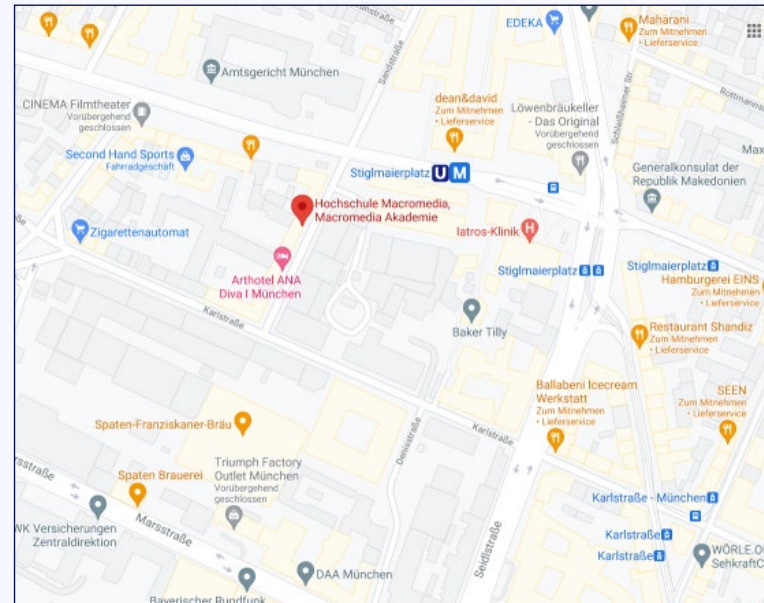 EDEKA
Maharani
Zum Mitnehmen
• Lieferservice
Amtsgericht München
Sandstraße
Schleißheimer Str.
CINEMA Filmtheater
Vorübergehend
geschlossen
dean&david
Zum Mitnehmen
• Lieferservice
Löwenbräukeller
- Das Original
Vorübergehend
geschlossen
Second Hand Sports
Fahrradgeschäft
Stiglmaierplatz U M
Generalkonsulat der
Republik Makedonien
Hochschule Macromedia,
Macromedia Akademie
Zigarettenautomat
Iatros-Klinik
H
Arthotel ANA
Diva I München
Stiglmaierplatz
Stiglmaierplatz
Hamburgerei EINS
Zum Mitnehmen
• Lieferservice
Karlstraße
Baker Tilly
Restaurant Shandiz
Zum Mitnehmen
• Lieferservice
Ballabeni Icecream
Werkstatt
Zum Mitnehmen
• Lieferservice
SEEN
Zum Mitnehmen
• Lieferservice
Spaten-Franziskaner-Bräu
Denisstraße
Karlstraße
Triumph Factory
Outlet München
Vorübergehend
geschlossen
Spaten Brauerei
Marsstraße
Karlstraße - München
WK Versicherungen
Zentraldirektion
Seidlstraße
Karlstraße
Karlstraße
WÖRLE.O
SehkraftC
DAA München
Bayerischer Rundfunk